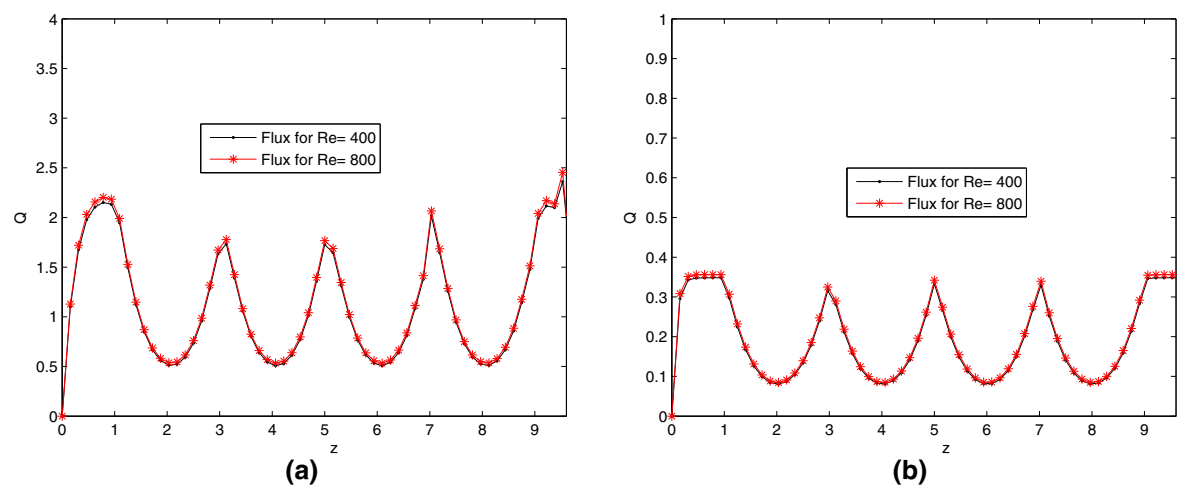 4
3.5
3
2.5
2
1.5
1
0.5
0
Q
Flux for Re= 400
Flux for Re= 800
0 1 2 3 4 5 6 7 8 9
z
(a)
1
0.9
0.8
0.7
0.6
0.5
0.4
0.3
0.2
0.1
0
Q
Flux for Re= 400
Flux for Re= 800
0 1 2 3 4 5 6 7 8 9
z
(b)